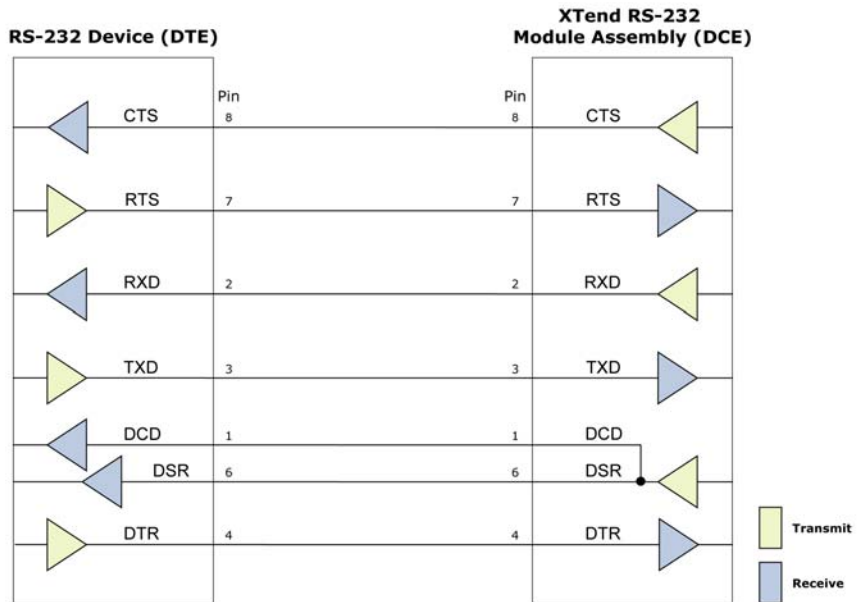 RS-232 Device (DTE)
XTend RS-232
Module Assembly (DCE)
Pin
Pin
CTS 8 8 CTS
RTS 7 7 RTS
RXD 2 2 RXD
TXD 3 3 TXD
DCD 1 1 DCD
DSR 6 6 DSR
DTR 4 4 DTR
Transmit
Receive